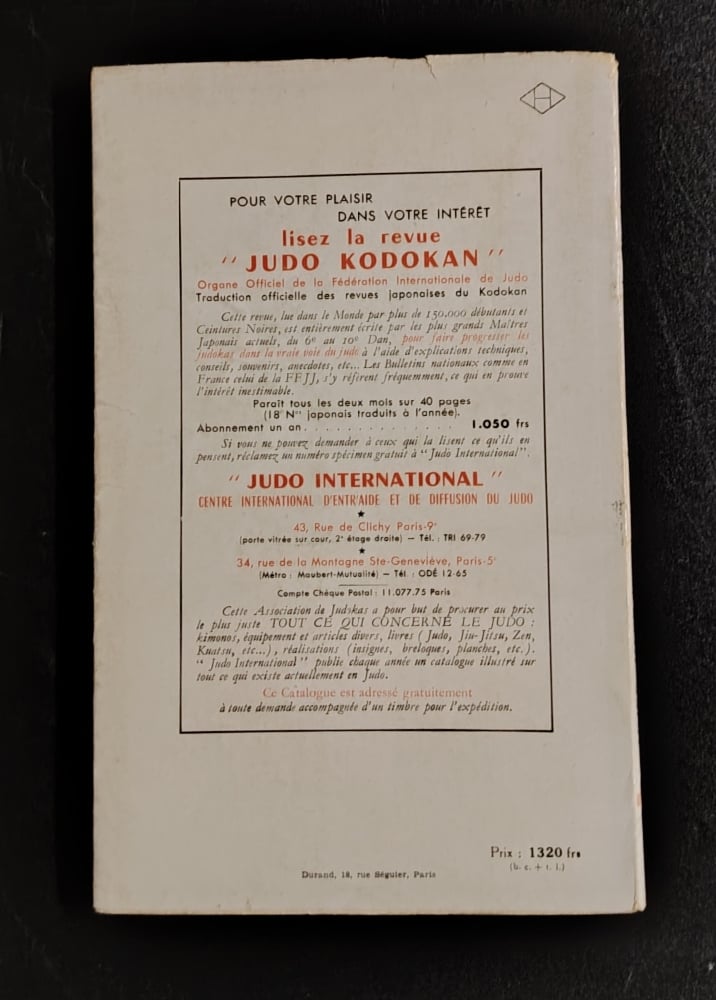 H
POUR VOTRE PLAISIR
DANS VOTRE INTÉRÊT
lisez la revue
" JUDO KODOKAN "
Organe Officiel de la Fédération Internationale de Judo
Traduction officielle des revues japonaises du Kodokan
Cette revue, lue dans le Monde par plus de 150.000 débutants et
Ceintures Noires, est entièrement écrite par les plus grands Maîtres
Japonais actuels, du 6e au 10e Dan, pour faire progresser les
judokas dans la vraie voie du judo à l'aide d'explications techniques,
conseils, souvenirs, anecdotes, etc... Les Bulletins nationaux comme en
France celui de la FFJJ, s'y réfèrent fréquemment, ce qui en prouve
l'intérêt inestimable.
Paraît tous les deux mois sur 40 pages
(18 Nos japonais traduits à l'année).
Abonnement un an . . . . . . . . . . . . . . 1.050 frs
Si vous ne pouvez demander à ceux qui la lisent ce qu'ils en
pensent, réclamez un numéro spécimen gratuit à " Judo International".
" JUDO INTERNATIONAL "
CENTRE INTERNATIONAL D'ENTR'AIDE ET DE DIFFUSION DU JUDO
★
43, Rue de Clichy Paris-9e
(porte vitrée sur cour, 2e étage droite) — Tél. : TRI 69-79
★
34, rue de la Montagne Ste-Geneviève, Paris-5e
(Métro : Maubert-Mutualité) — Tél : ODÉ 12-65
Compte Chèque Postal : 11.077.75 Paris
Cette Association de Judokas a pour but de procurer au prix
le plus juste TOUT CE QUI CONCERNE LE JUDO :
kimonos, équipement et articles divers, livres ( Judo, Jiu-Jitsu, Zen,
Kuatsu, etc...), réalisations (insignes, breloques, planches, etc.).
" Judo International " publie chaque année un catalogue illustré sur
tout ce qui existe actuellement en Judo.
Ce Catalogue est adressé gratuitement
à toute demande accompagnée d'un timbre pour l'expédition.
Prix : 1320 frs
(b. c. + t. l.)
Durand, 18, rue Séguier, Paris